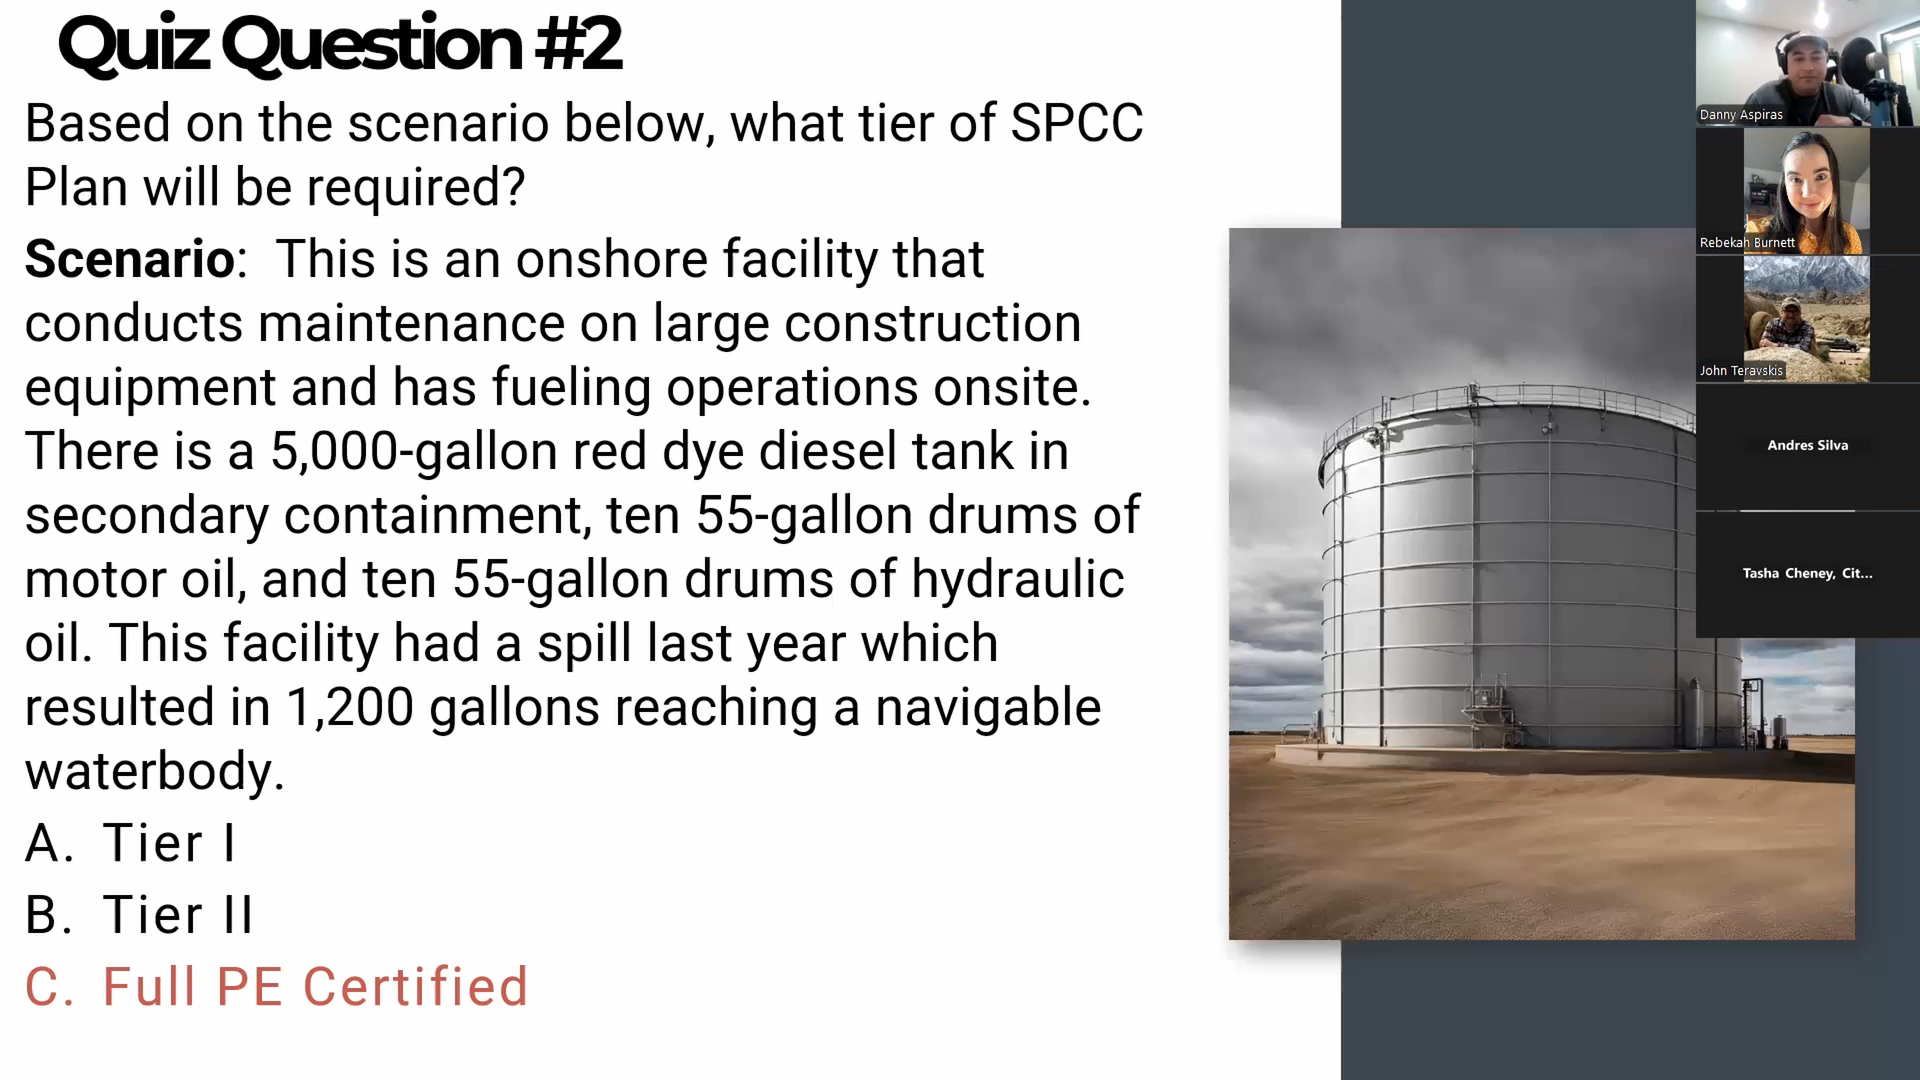 Quiz Question #2
Based on the scenario below, what tier of SPCC
Plan will be required?
Scenario:  This is an onshore facility that
conducts maintenance on large construction
equipment and has fueling operations onsite.
There is a 5,000-gallon red dye diesel tank in
secondary containment, ten 55-gallon drums of
motor oil, and ten 55-gallon drums of hydraulic
oil. This facility had a spill last year which
resulted in 1,200 gallons reaching a navigable
waterbody.
A. Tier I
B. Tier II
C. Full PE Certified
Danny Aspiras
Rebekah Burnett
John Teravskis
Andres Silva
Tasha Cheney, Cit...